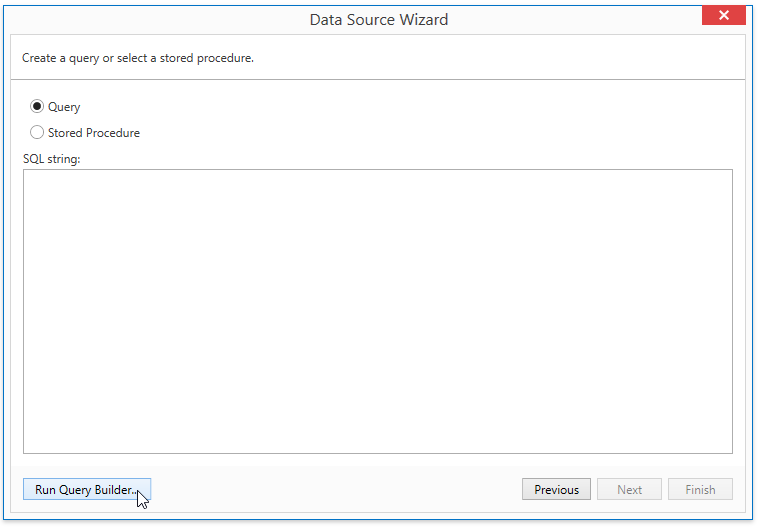 Data Source Wizard
Create a query or select a stored procedure.
Query
Stored Procedure
SQL string:
Run Query Builder...
Previous
Next
Finish